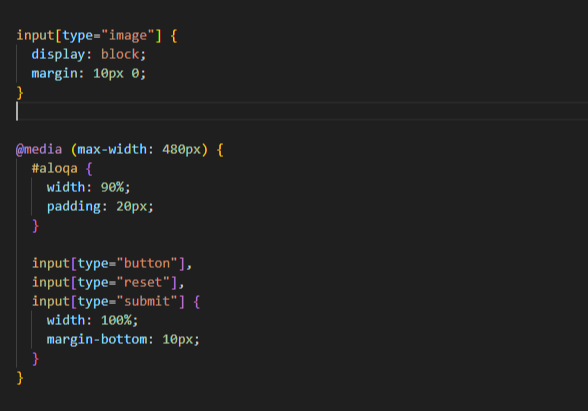 input[type="image"] {
  display: block;
  margin: 10px 0;
}

@media (max-width: 480px) {
  #aloqa {
    width: 90%;
    padding: 20px;
  }

  input[type="button"],
  input[type="reset"],
  input[type="submit"] {
    width: 100%;
    margin-bottom: 10px;
  }
}